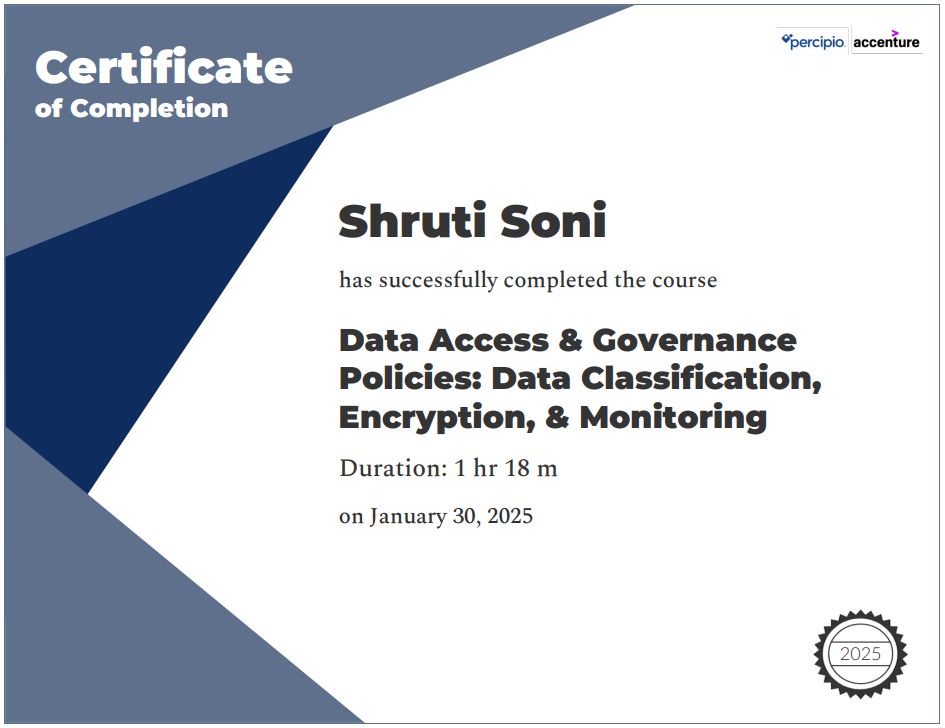 Certificate
of Completion
percipio. accenture
Shruti Soni
has successfully completed the course
Data Access & Governance
Policies: Data Classification,
Encryption, & Monitoring
Duration: 1 hr 18 m
on January 30, 2025
2025